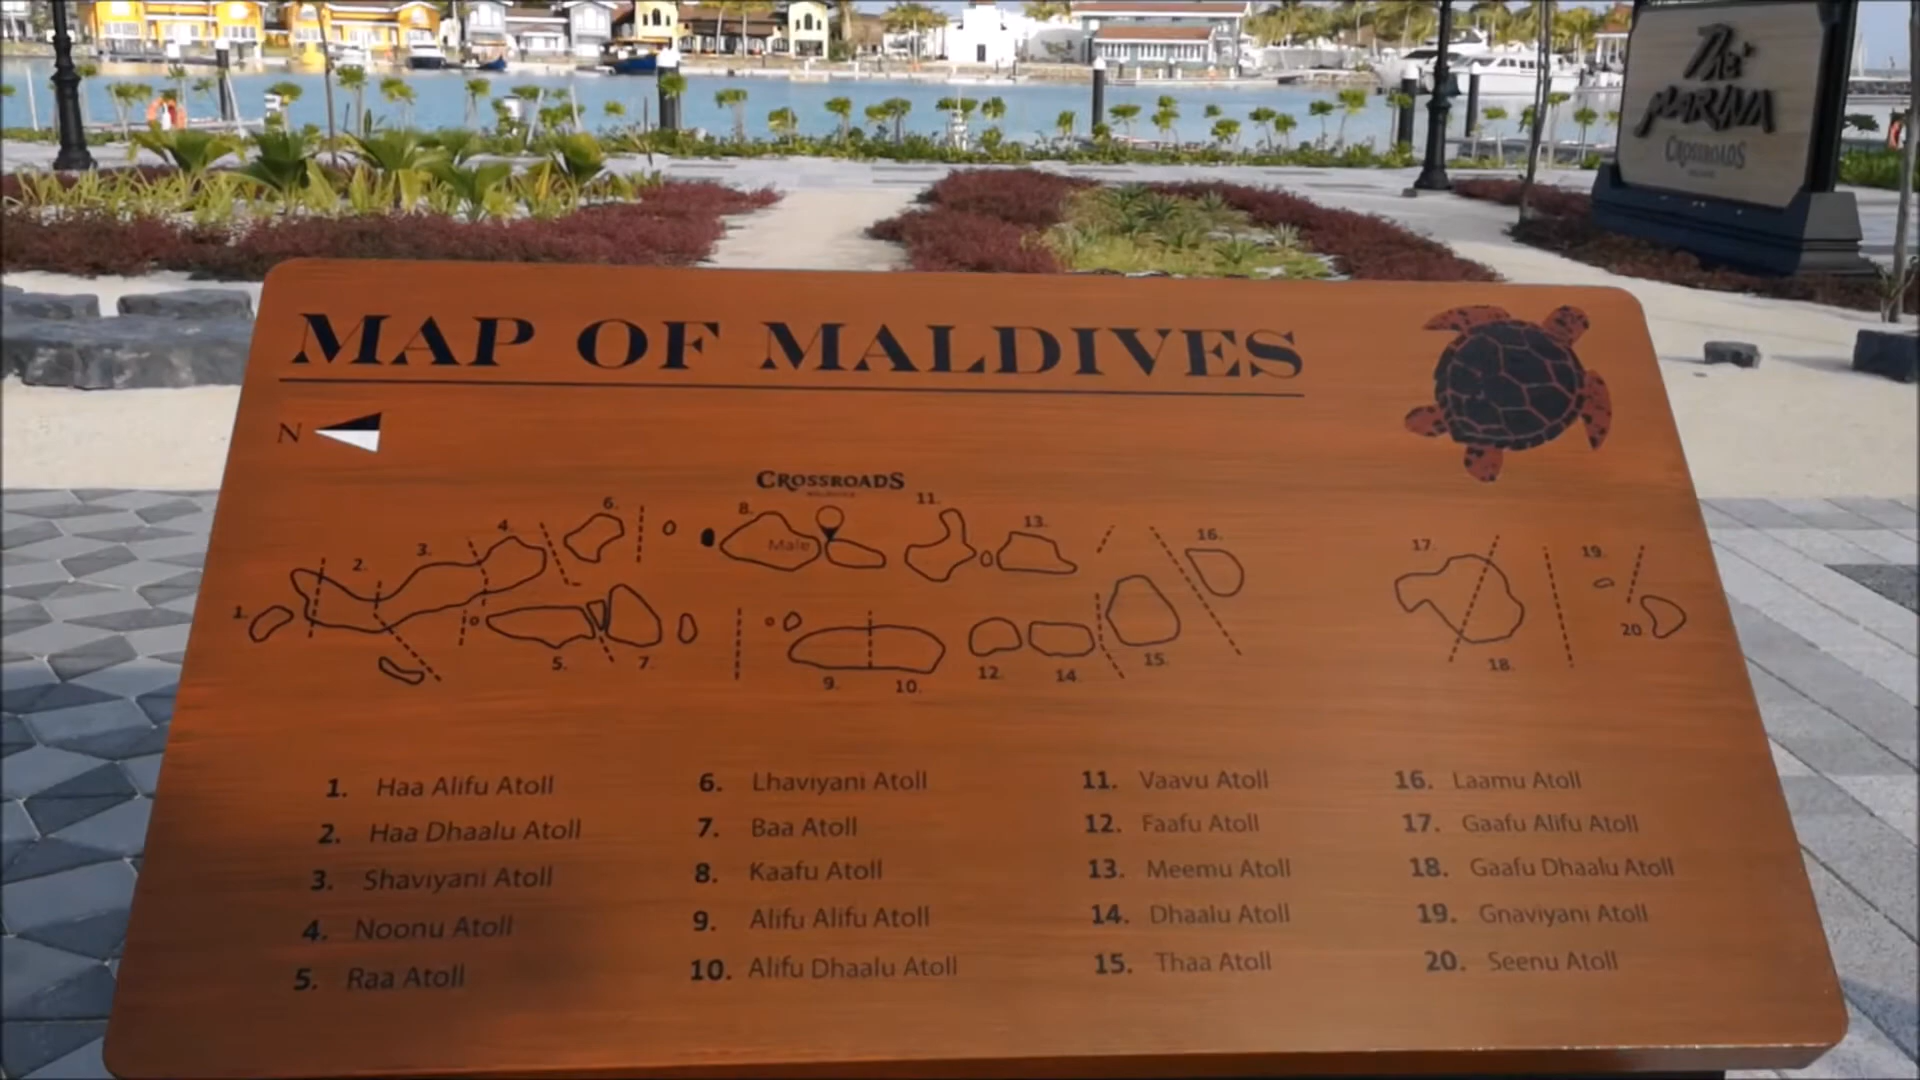 The
MARINA
CROSSROADS
MAP OF MALDIVES
N
CROSSROADS
1.
2.
3.
4.
6.
8.
Male
11.
13.
16.
17.
19.
5.
7.
9.
10.
12.
14.
15.
18.
20.
1. Haa Alifu Atoll
2. Haa Dhaalu Atoll
3. Shaviyani Atoll
4. Noonu Atoll
5. Raa Atoll
6. Lhaviyani Atoll
7. Baa Atoll
8. Kaafu Atoll
9. Alifu Alifu Atoll
10. Alifu Dhaalu Atoll
11. Vaavu Atoll
12. Faafu Atoll
13. Meemu Atoll
14. Dhaalu Atoll
15. Thaa Atoll
16. Laamu Atoll
17. Gaafu Alifu Atoll
18. Gaafu Dhaalu Atoll
19. Gnaviyani Atoll
20. Seenu Atoll